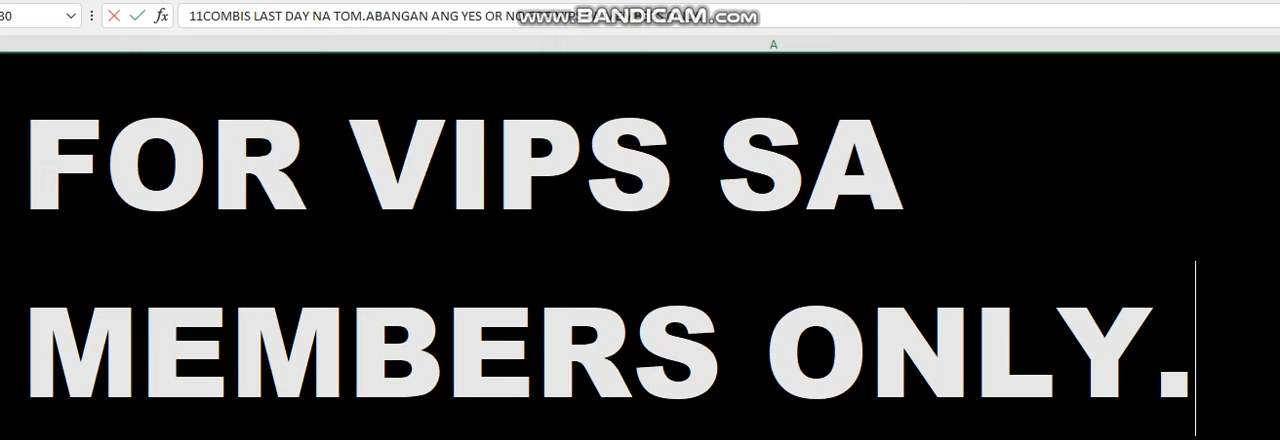 30
fx
11COMBIS LAST DAY NA TOM.ABANGAN ANG YES OR NO
www.BANDICAM.com
A
FOR VIPS SA
MEMBERS ONLY.